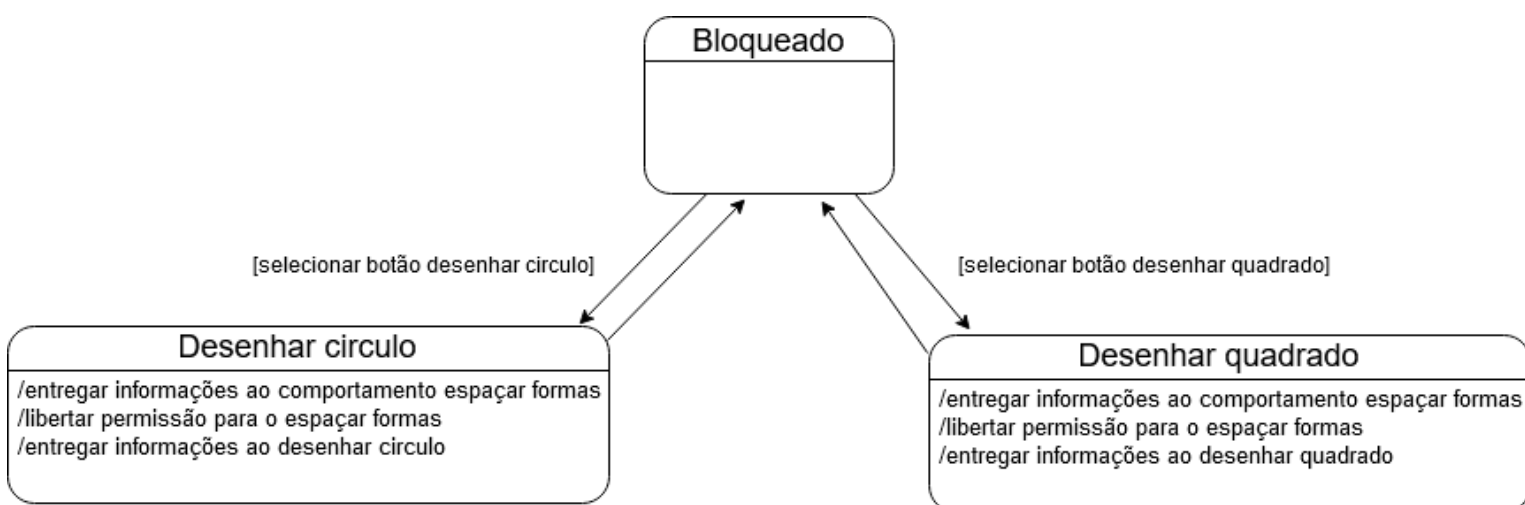 Bloqueado
[selecionar botão desenhar circulo]
[selecionar botão desenhar quadrado]
Desenhar circulo
/entregar informações ao comportamento espaçar formas
/libertar permissão para o espaçar formas
/entregar informações ao desenhar circulo
Desenhar quadrado
/entregar informações ao comportamento espaçar formas
/libertar permissão para o espaçar formas
/entregar informações ao desenhar quadrado